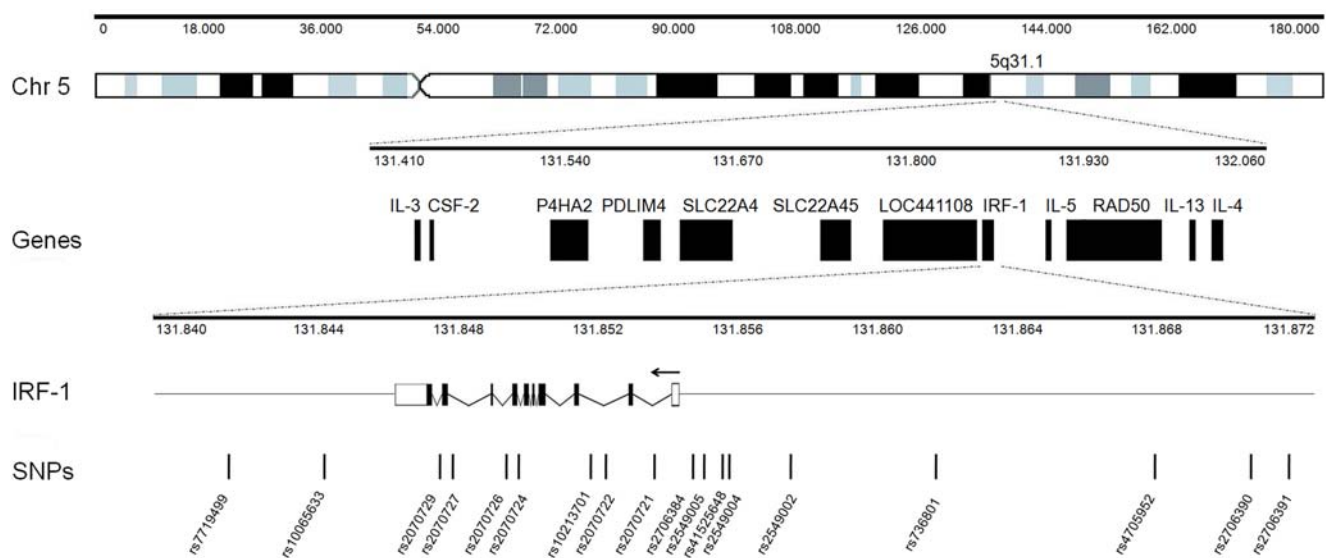 0 18.000 36.000 54.000 72.000 90.000 108.000 126.000 144.000 162.000 180.000
5q31.1
Chr 5
131.410 131.540 131.670 131.800 131.930 132.060
IL-3 CSF-2 P4HA2 PDLIM4 SLC22A4 SLC22A45 LOC441108 IRF-1 IL-5 RAD50 IL-13 IL-4
Genes
131.840 131.844 131.848 131.852 131.856 131.860 131.864 131.868 131.872
IRF-1
SNPs
rs7719499 rs10065633 rs2070729 rs2070727 rs2070726 rs2070724 rs10213701 rs2070722 rs2070721 rs2706384 rs2549005 rs41525648 rs2549004 rs2549002 rs736801 rs4705952 rs2706390 rs2706391